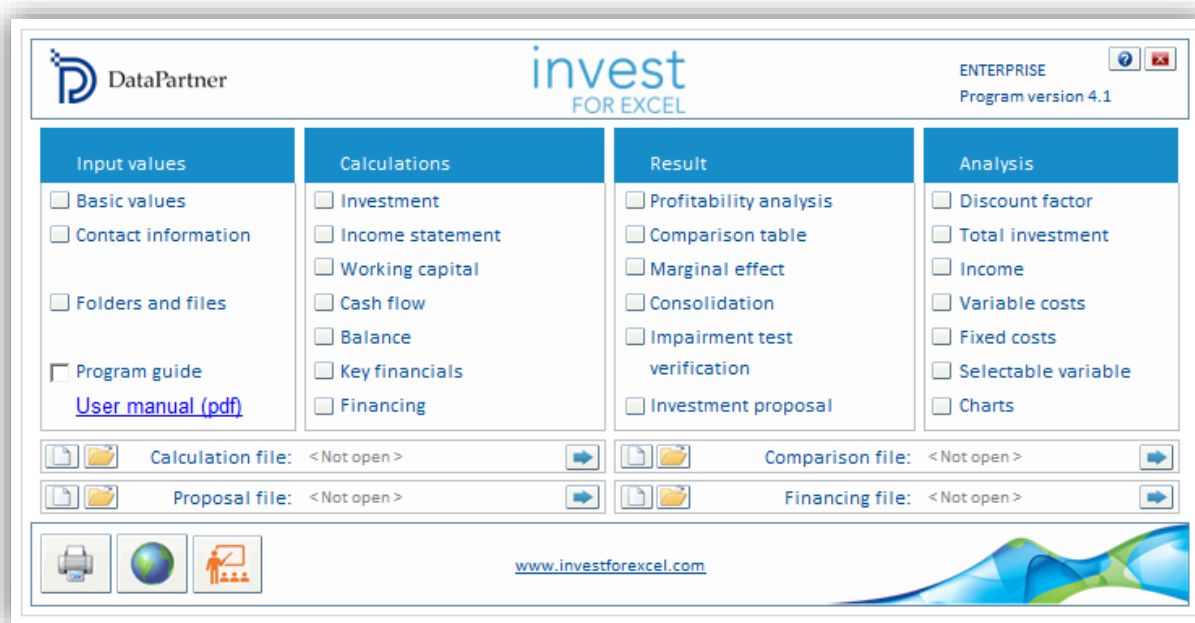 DataPartner
invest
FOR EXCEL
ENTERPRISE
Program version 4.1
Input values
Basic values
Contact information
Folders and files
Program guide
User manual (pdf)
Calculations
Investment
Income statement
Working capital
Cash flow
Balance
Key financials
Financing
Result
Profitability analysis
Comparison table
Marginal effect
Consolidation
Impairment test
verification
Investment proposal
Analysis
Discount factor
Total investment
Income
Variable costs
Fixed costs
Selectable variable
Charts
Calculation file: <Not open>
Comparison file: <Not open>
Proposal file: <Not open>
Financing file: <Not open>
www.investforexcel.com